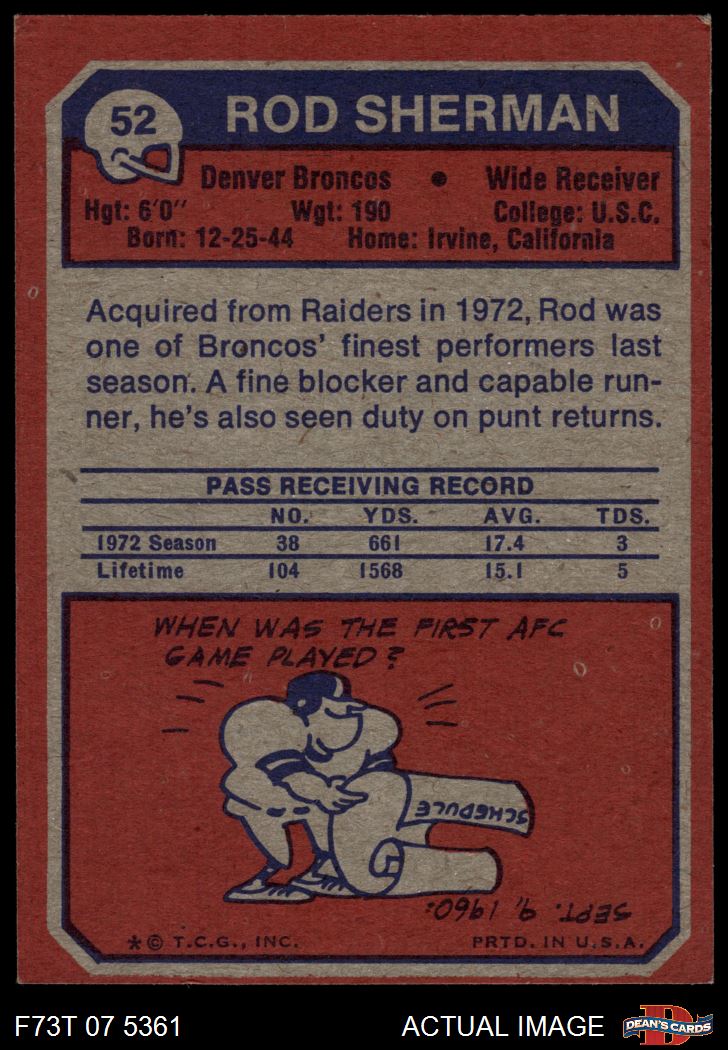 52
ROD SHERMAN
Denver Broncos • Wide Receiver
Hgt: 6'0" Wgt: 190 College: U.S.C.
Born: 12-25-44 Home: Irvine, California
Acquired from Raiders in 1972, Rod was
one of Broncos' finest performers last
season. A fine blocker and capable run-
ner, he's also seen duty on punt returns.
PASS RECEIVING RECORD
NO. YDS. AVG. TDS.
1972 Season 38 661 17.4 3
Lifetime 104 1568 15.1 5
WHEN WAS THE FIRST AFC
GAME PLAYED?
SCHEDULE
SEPT. 9, 1960.
* © T.C.G., INC. PRTD. IN U.S.A.
F73T 07 5361 ACTUAL IMAGE
D
DEAN'S CARDS